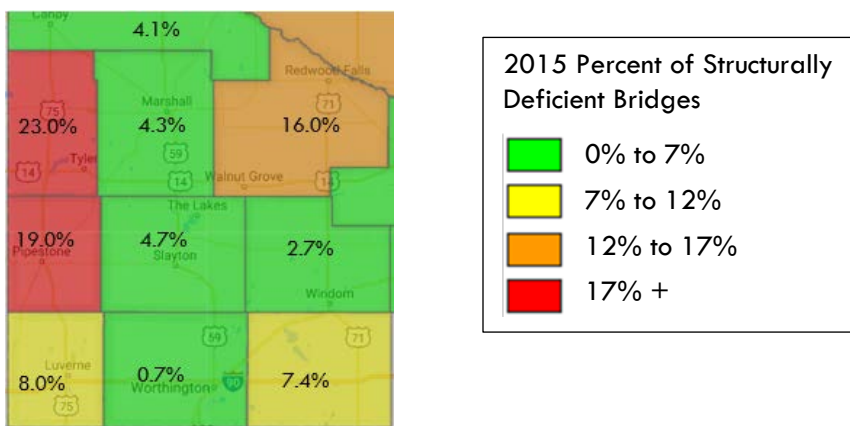 Canby
4.1%
Redwood Falls
75
Marshall
71
23.0%
4.3%
16.0%
59
Tyler
14
14
Walnut Grove
14
The Lakes
19.0%
4.7%
2.7%
Pipestone
Slayton
Windom
59
71
Luverne
8.0%
0.7%
90
7.4%
Worthington
75
2015 Percent of Structurally
Deficient Bridges
0% to 7%
7% to 12%
12% to 17%
17% +